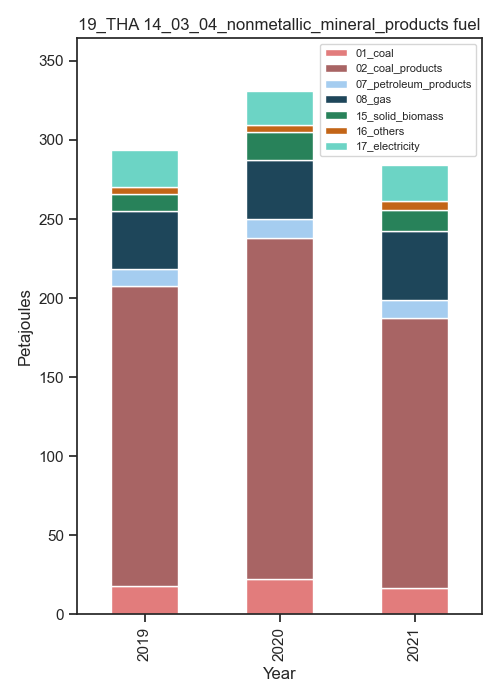 19_THA 14_03_04_nonmetallic_mineral_products fuel
01_coal
02_coal_products
07_petroleum_products
08_gas
15_solid_biomass
16_others
17_electricity
350
300
250
200
150
100
50
0
Petajoules
2019
2020
2021
Year